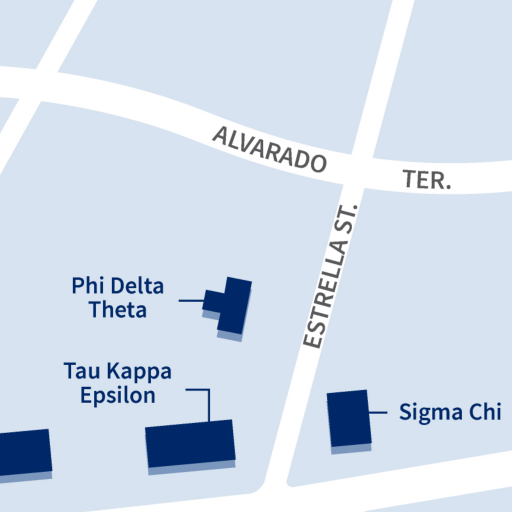 ALVARADO TER.
ESTRELLA ST.
Phi Delta
Theta
Tau Kappa
Epsilon
Sigma Chi